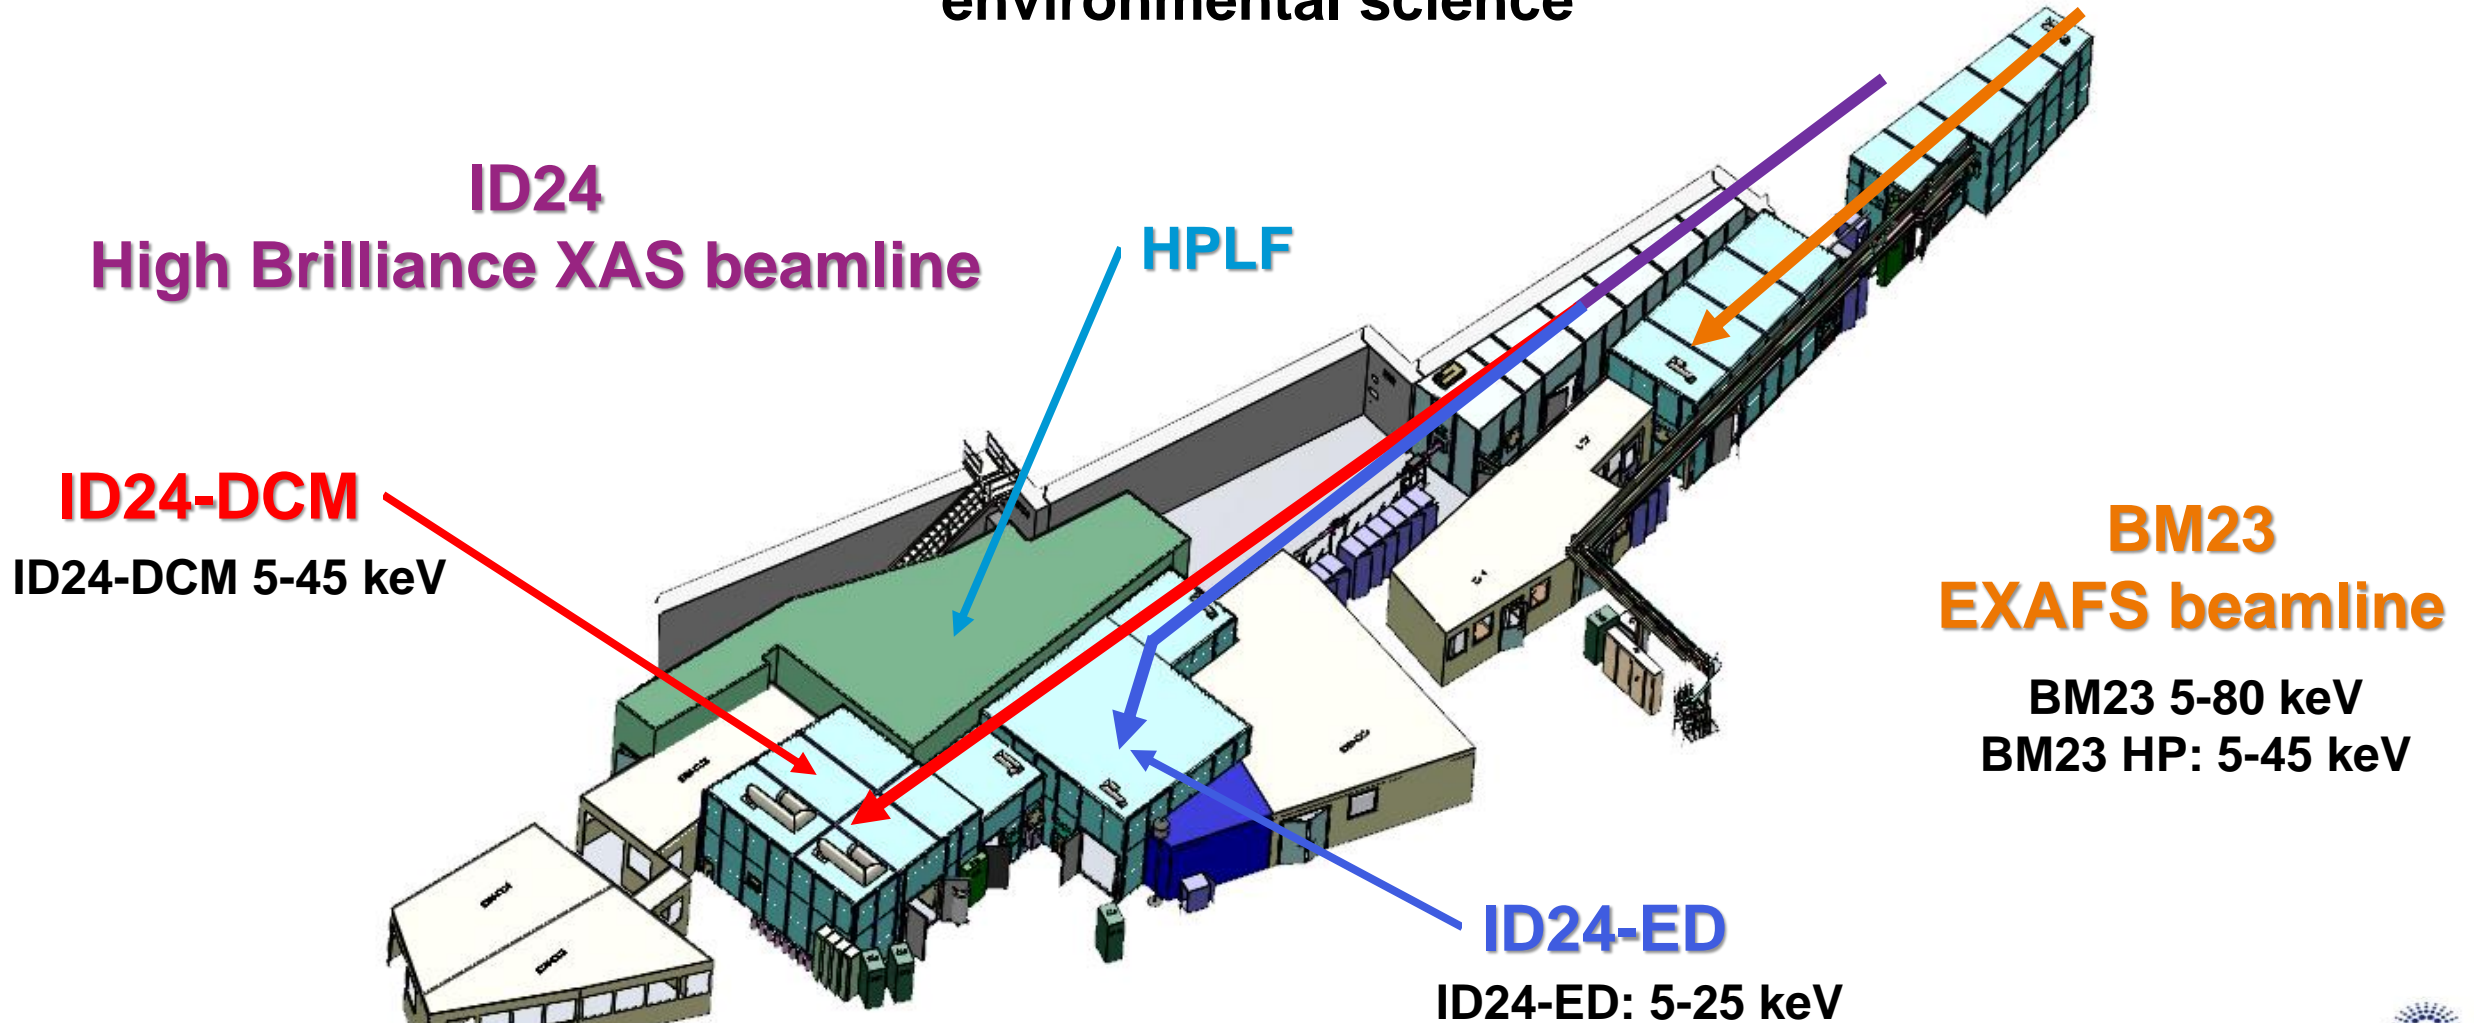 environmental science
ID24
High Brilliance XAS beamline
HPLF
ID24-DCM
ID24-DCM 5-45 keV
BM23
EXAFS beamline
BM23 5-80 keV
BM23 HP: 5-45 keV
ID24-ED
ID24-ED: 5-25 keV